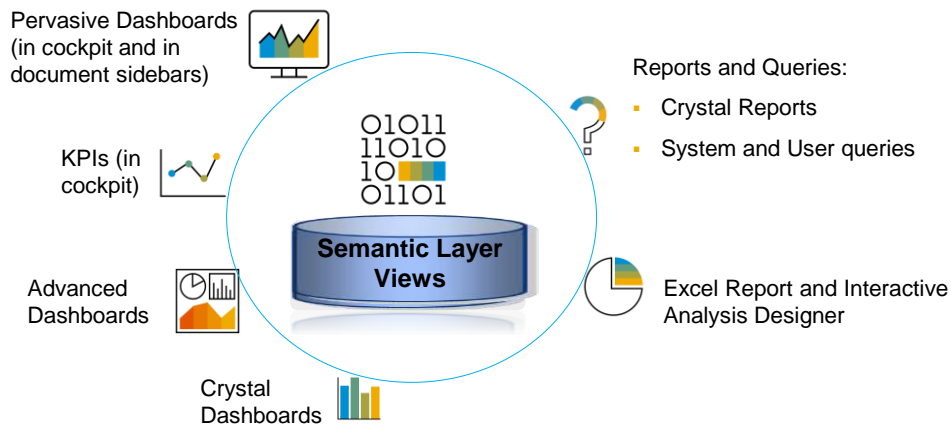 Pervasive Dashboards
(in cockpit and in
document sidebars)
Reports and Queries:
Crystal Reports
System and User queries
KPIs (in
cockpit)
01011
11010
10
01101
Semantic Layer
Views
Advanced
Dashboards
Excel Report and Interactive
Analysis Designer
Crystal
Dashboards